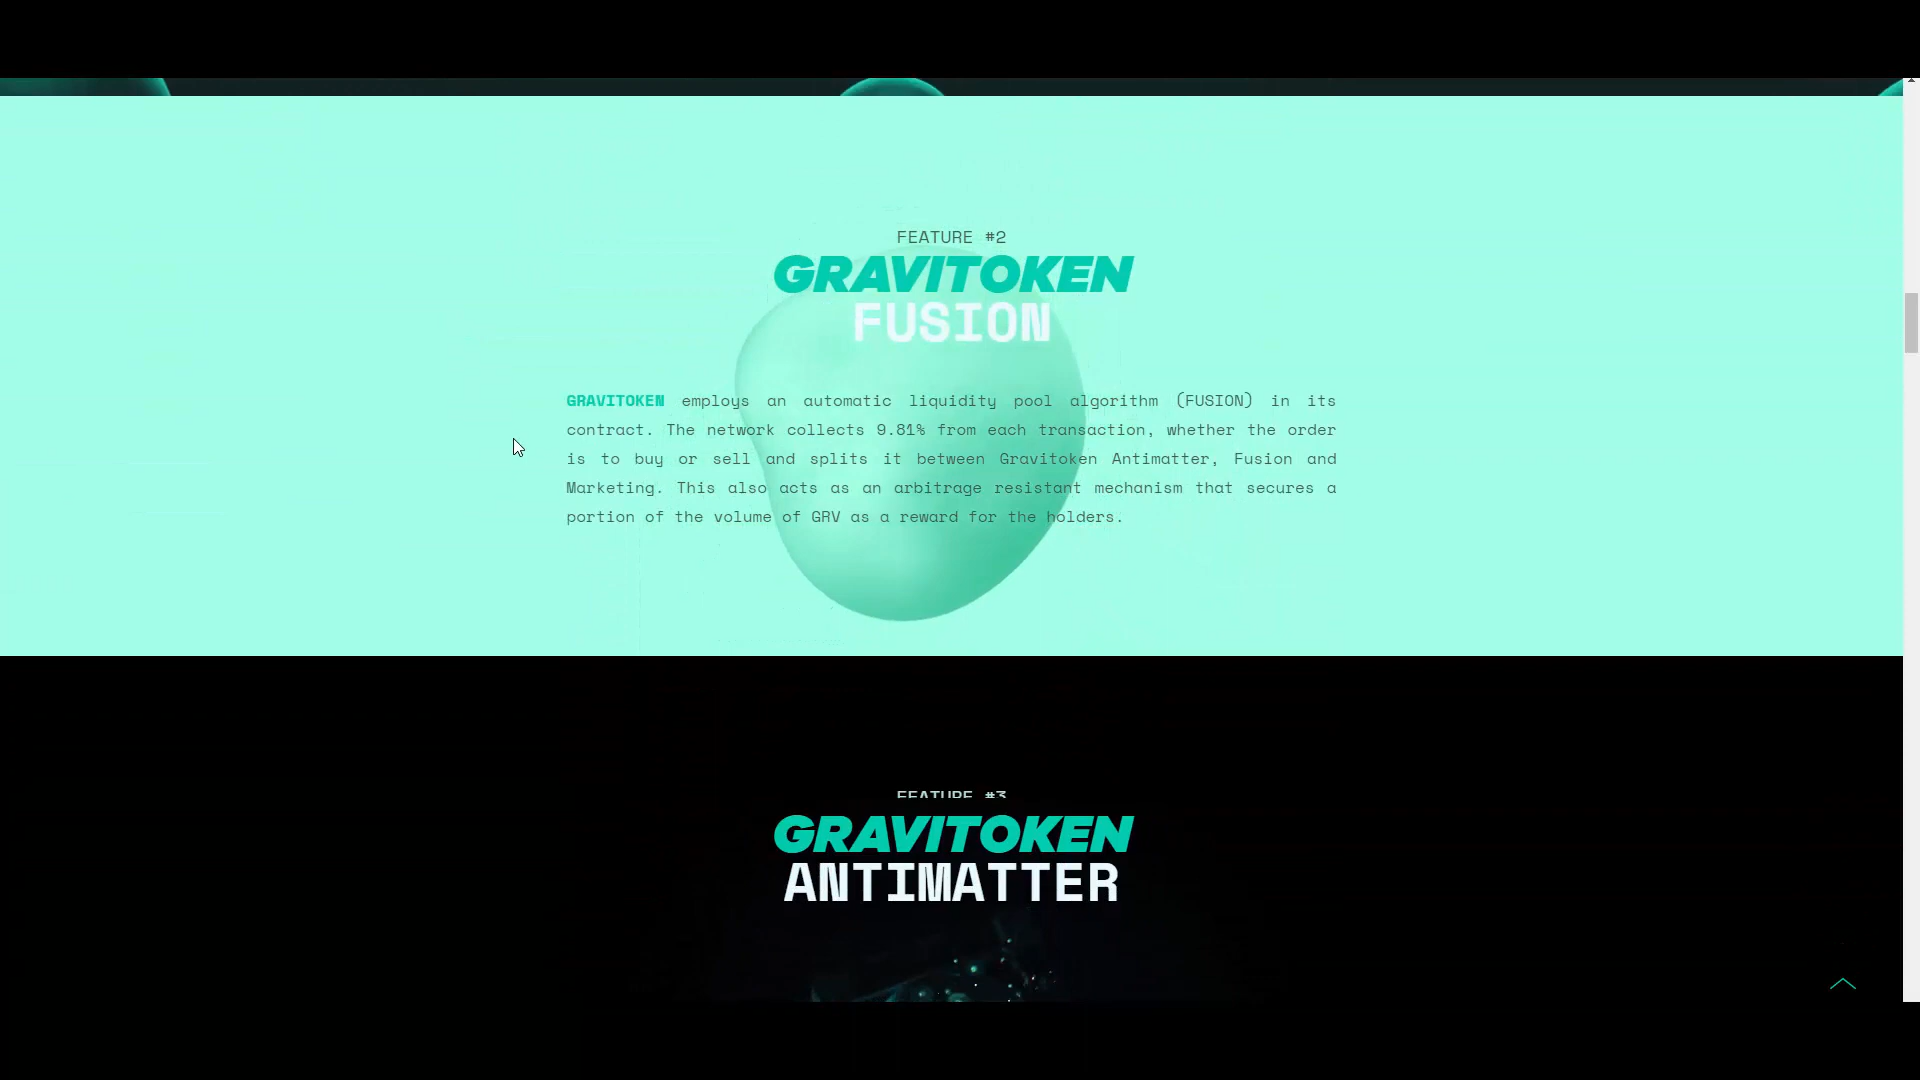 FEATURE #2
GRAVITOKEN
FUSION
GRAVITOKEN employs an automatic liquidity pool algorithm (FUSION) in its
contract. The network collects 9.81% from each transaction, whether the order
is to buy or sell and splits it between Gravitoken Antimatter, Fusion and
Marketing. This also acts as an arbitrage resistant mechanism that secures a
portion of the volume of GRV as a reward for the holders.
FEATURE #3
GRAVITOKEN
ANTIMATTER